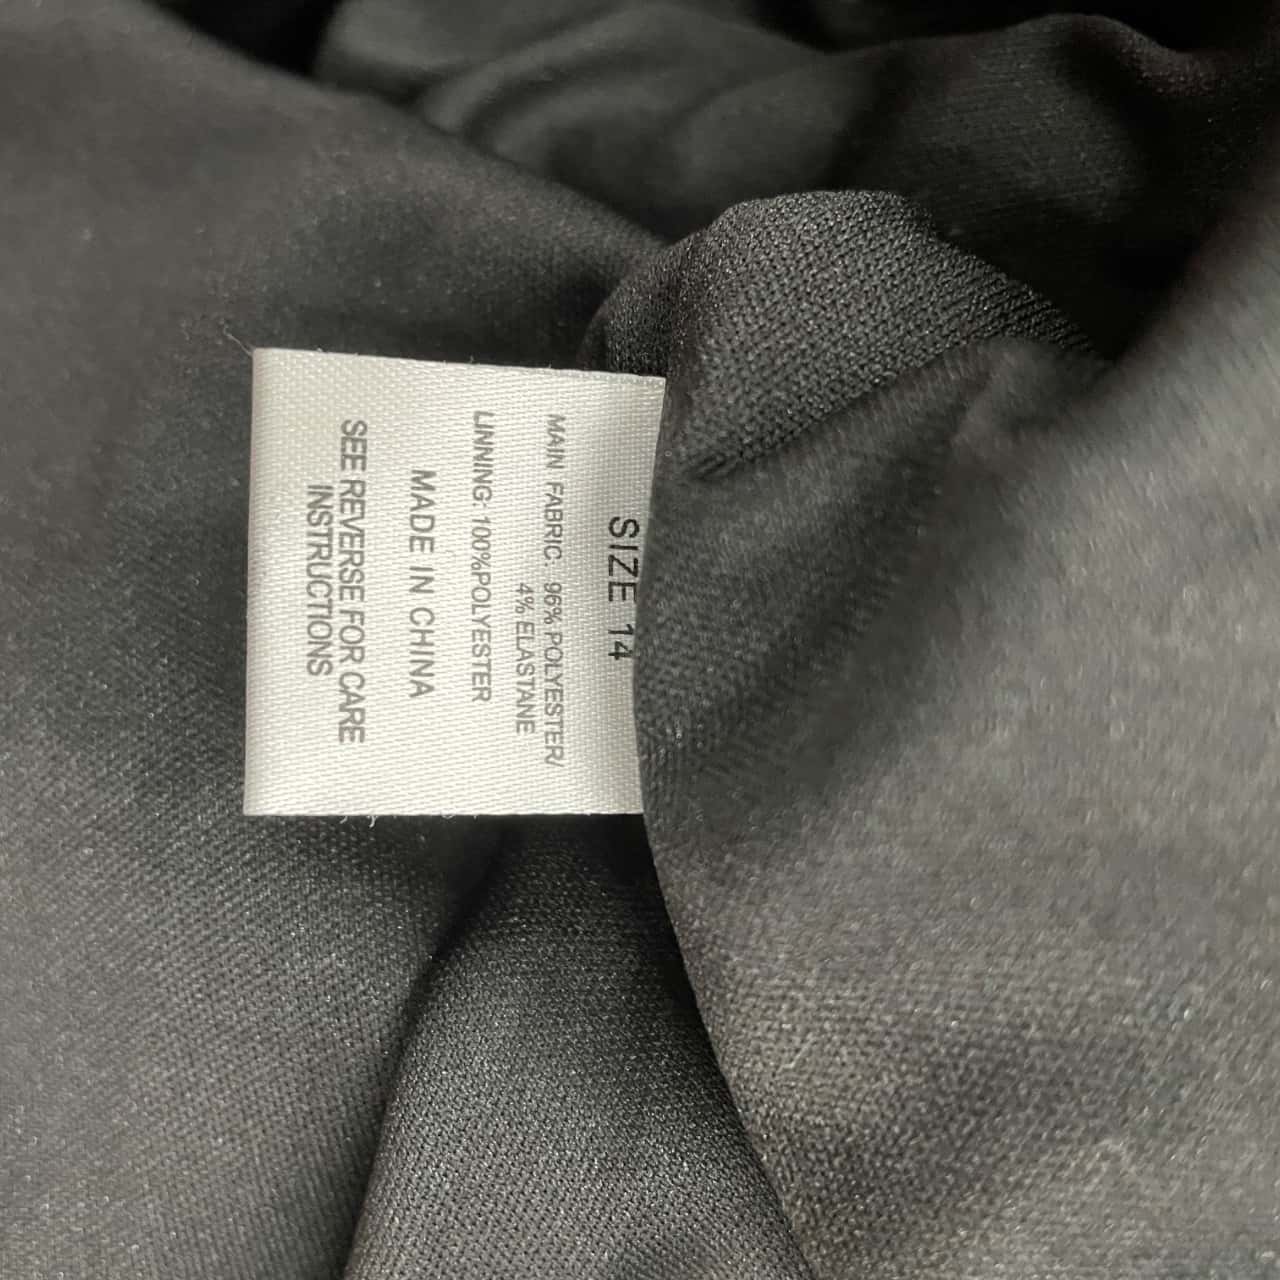 SIZE 14
MAIN FABRIC. 96% POLYESTER/
4% ELASTANE
LINNING: 100%POLYESTER
MADE IN CHINA
SEE REVERSE FOR CARE
INSTRUCTIONS